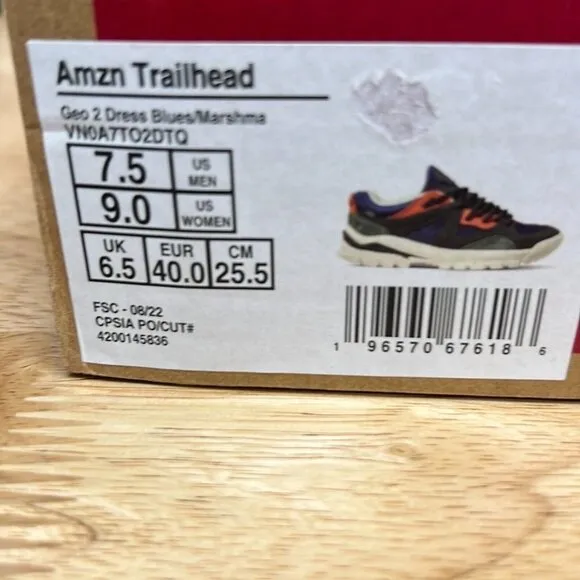 Amzn Trailhead
Geo 2 Dress Blues/Marshma
VN0A7TO2DTQ
7.5 US MEN
9.0 US WOMEN
UK 6.5 EUR 40.0 CM 25.5
FSC - 08/22
CPSIA PO/CUT#
4200145836
1 96570 67618 6